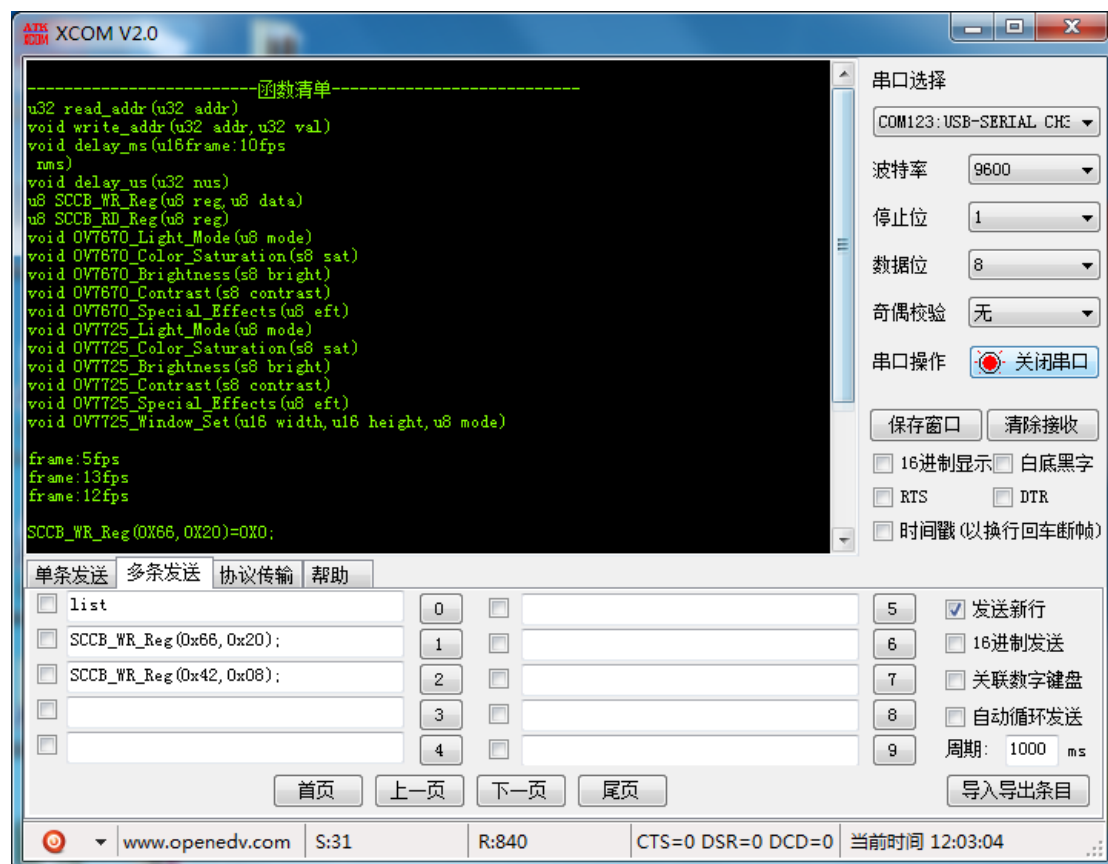 ATK XCOM XCOM V2.0
-------------------------函数清单---------------------------
u32 read_addr(u32 addr)
void write_addr(u32 addr,u32 val)
void delay_ms(u16frame:10fps
nms)
void delay_us(u32 nus)
u8 SCCB_WR_Reg(u8 reg,u8 data)
u8 SCCB_RD_Reg(u8 reg)
void OV7670_Light_Mode(u8 mode)
void OV7670_Color_Saturation(s8 sat)
void OV7670_Brightness(s8 bright)
void OV7670_Contrast(s8 contrast)
void OV7670_Special_Effects(u8 eft)
void OV7725_Light_Mode(u8 mode)
void OV7725_Color_Saturation(s8 sat)
void OV7725_Brightness(s8 bright)
void OV7725_Contrast(s8 contrast)
void OV7725_Special_Effects(u8 eft)
void OV7725_Window_Set(u16 width,u16 height,u8 mode)
frame:5fps
frame:13fps
frame:12fps
SCCB_WR_Reg(0X66,0X20)=0X0;
串口选择
COM123:USB-SERIAL CH3
波特率 9600
停止位 1
数据位 8
奇偶校验 无
串口操作 关闭串口
保存窗口 清除接收
16进制显示 白底黑字
RTS DTR
时间戳(以换行回车断帧)
单条发送 多条发送 协议传输 帮助
list 0 5 发送新行
SCCB_WR_Reg(0x66,0x20); 1 6 16进制发送
SCCB_WR_Reg(0x42,0x08); 2 7 关联数字键盘
3 8 自动循环发送
4 9 周期: 1000 ms
首页 上一页 下一页 尾页 导入导出条目
www.openedv.com S:31 R:840 CTS=0 DSR=0 DCD=0 当前时间 12:03:04